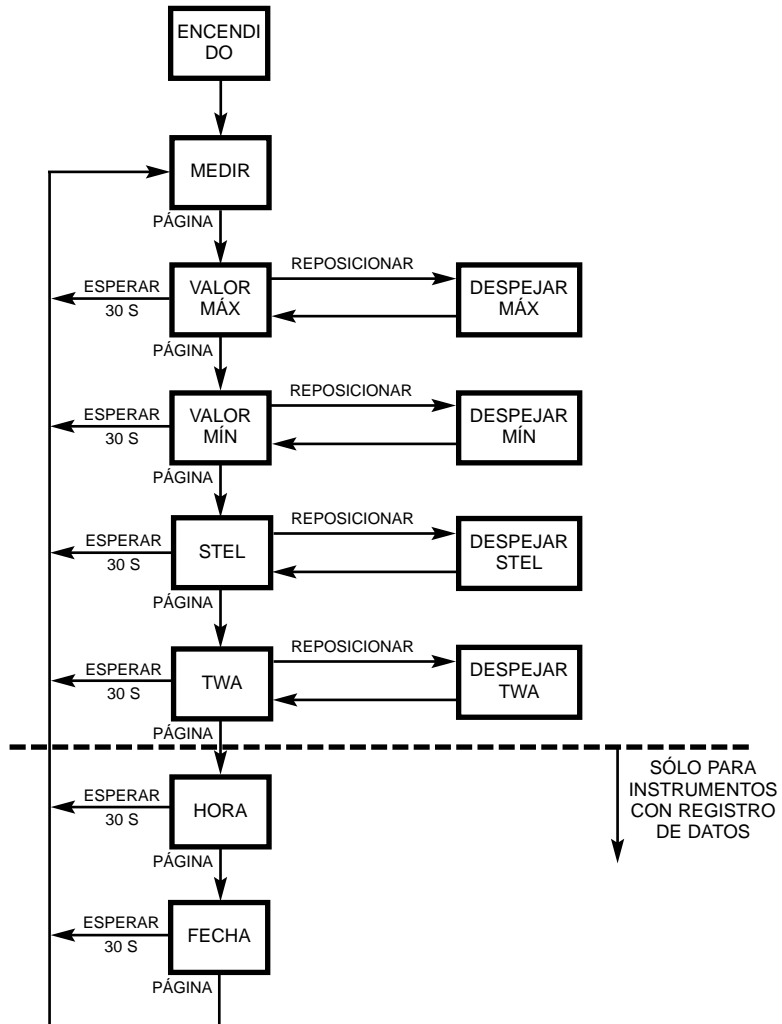 ENCENDI
DO
MEDIR
PÁGINA
ESPERAR
30 S
VALOR
MÁX
REPOSICIONAR
DESPEJAR
MÁX
PÁGINA
ESPERAR
30 S
VALOR
MÍN
REPOSICIONAR
DESPEJAR
MÍN
PÁGINA
ESPERAR
30 S
STEL
REPOSICIONAR
DESPEJAR
STEL
PÁGINA
ESPERAR
30 S
TWA
REPOSICIONAR
DESPEJAR
TWA
PÁGINA
SÓLO PARA
INSTRUMENTOS
CON REGISTRO
DE DATOS
ESPERAR
30 S
HORA
PÁGINA
ESPERAR
30 S
FECHA
PÁGINA